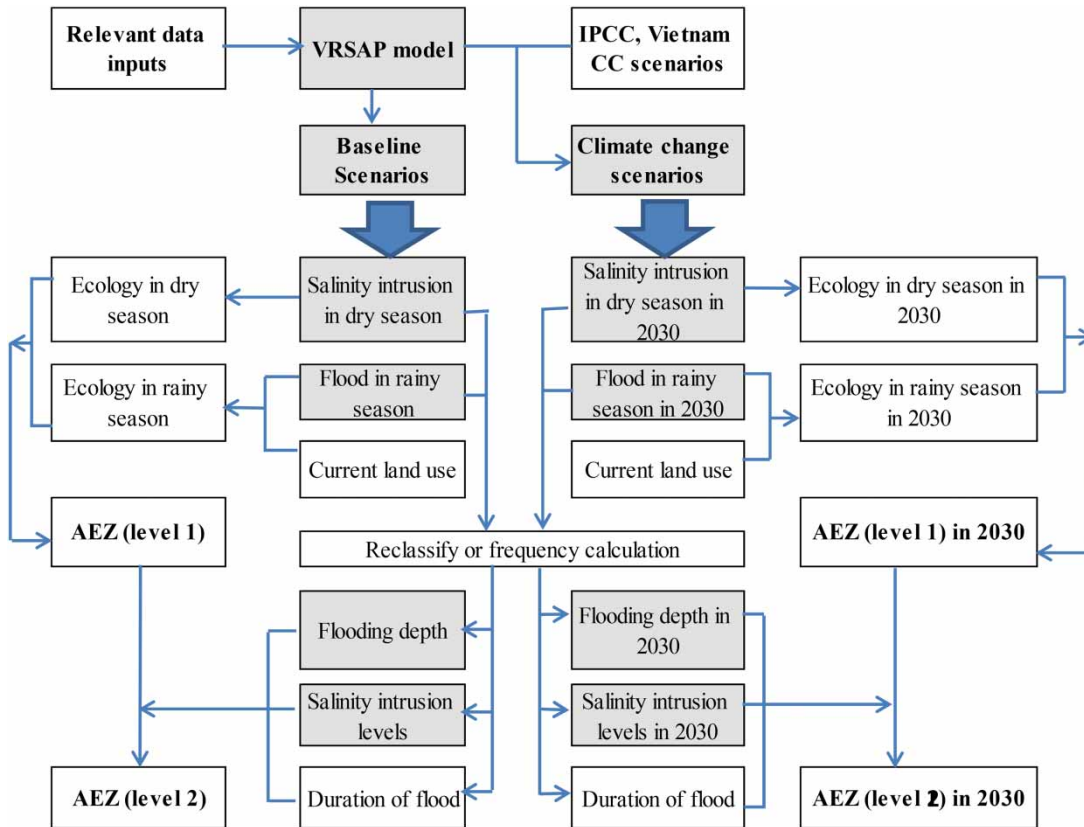 Relevant data
inputs
VRSAP model
IPCC, Vietnam
CC scenarios
Baseline
Scenarios
Climate change
scenarios
Ecology in dry
season
Salinity intrusion
in dry season
Salinity intrusion
in dry season in
2030
Ecology in dry season in
2030
Ecology in rainy
season
Flood in rainy
season
Flood in rainy
season in 2030
Ecology in rainy season in
2030
Current land use
Current land use
AEZ (level 1)
Reclassify or frequency calculation
AEZ (level 1) in 2030
Flooding depth
Flooding depth in
2030
Salinity intrusion
levels
Salinity intrusion
levels in 2030
AEZ (level 2)
Duration of flood
Duration of flood
AEZ (level 2) in 2030